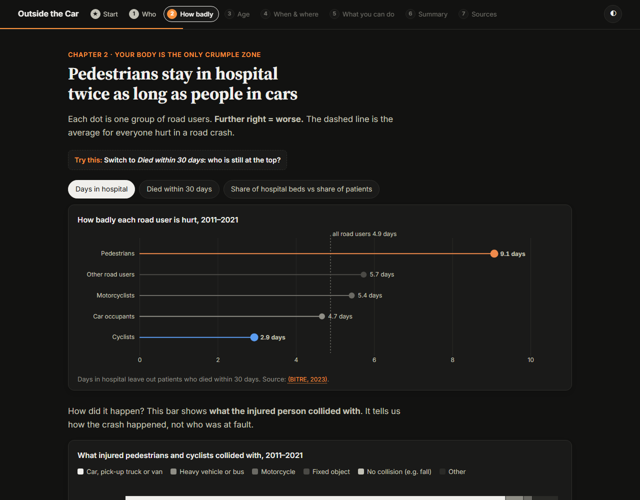 Outside the Car
★ Start
1 Who
2 How badly
3 Age
4 When & where
5 What you can do
6 Summary
7 Sources
CHAPTER 2 · YOUR BODY IS THE ONLY CRUMPLE ZONE
Pedestrians stay in hospital
twice as long as people in cars
Each dot is one group of road users. Further right = worse. The dashed line is the
average for everyone hurt in a road crash.
Try this: Switch to Died within 30 days: who is still at the top?
Days in hospital
Died within 30 days
Share of hospital beds vs share of patients
How badly each road user is hurt, 2011–2021
all road users 4.9 days
Pedestrians 9.1 days
Other road users 5.7 days
Motorcyclists 5.4 days
Car occupants 4.7 days
Cyclists 2.9 days
0 2 4 6 8 10
Days in hospital leave out patients who died within 30 days. Source: (BITRE, 2023).
How did it happen? This bar shows what the injured person collided with. It tells us
how the crash happened, not who was at fault.
What injured pedestrians and cyclists collided with, 2011–2021
Car, pick-up truck or van
Heavy vehicle or bus
Motorcycle
Fixed object
No collision (e.g. fall)
Other